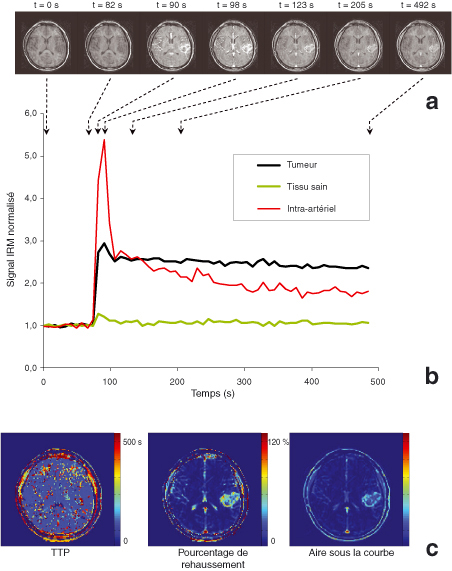 t = 0 s t = 82 s t = 90 s t = 98 s t = 123 s t = 205 s t = 492 s
a
6,0
5,0
4,0
3,0
2,0
1,0
0,0
Signal IRM normalisé
Tumeur
Tissu sain
Intra-artériel
0 100 200 300 400 500
Temps (s)
b
500 s
0
120 %
0
TTP
Pourcentage de
rehaussement
Aire sous la courbe
c